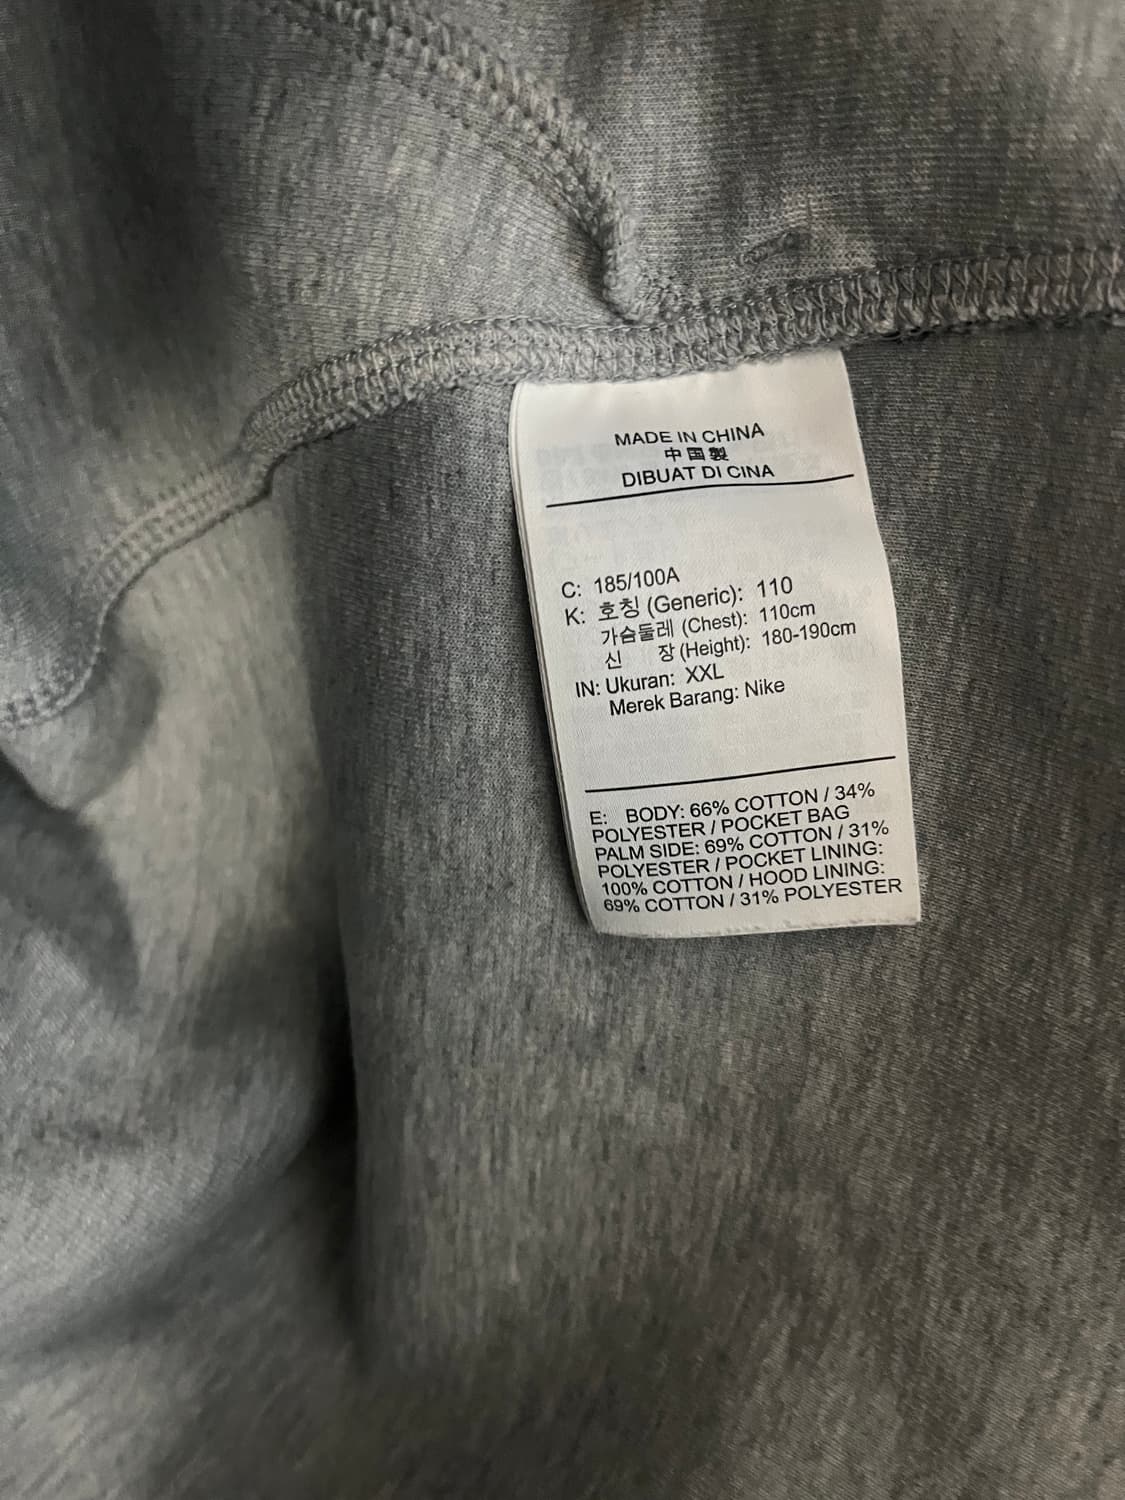 MADE IN CHINA
中国製
DIBUAT DI CINA
C: 185/100A
K: 호칭 (Generic): 110
가슴둘레 (Chest): 110cm
신 장 (Height): 180-190cm
IN: Ukuran: XXL
Merek Barang: Nike
E: BODY: 66% COTTON / 34%
POLYESTER / POCKET BAG
PALM SIDE: 69% COTTON / 31%
POLYESTER / POCKET LINING:
100% COTTON / HOOD LINING:
69% COTTON / 31% POLYESTER